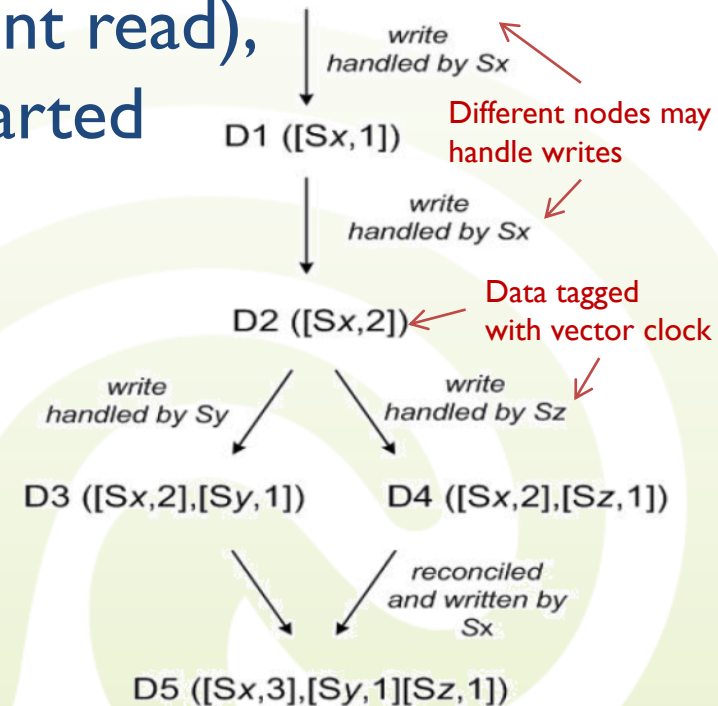 nt read),
arted
write
handled by Sx
D1 ([Sx,1])
Different nodes may
handle writes
write
handled by Sx
D2 ([Sx,2])
Data tagged
with vector clock
write
handled by Sy
write
handled by Sz
D3 ([Sx,2],[Sy,1])
D4 ([Sx,2],[Sz,1])
reconciled
and written by
Sx
D5 ([Sx,3],[Sy,1][Sz,1])